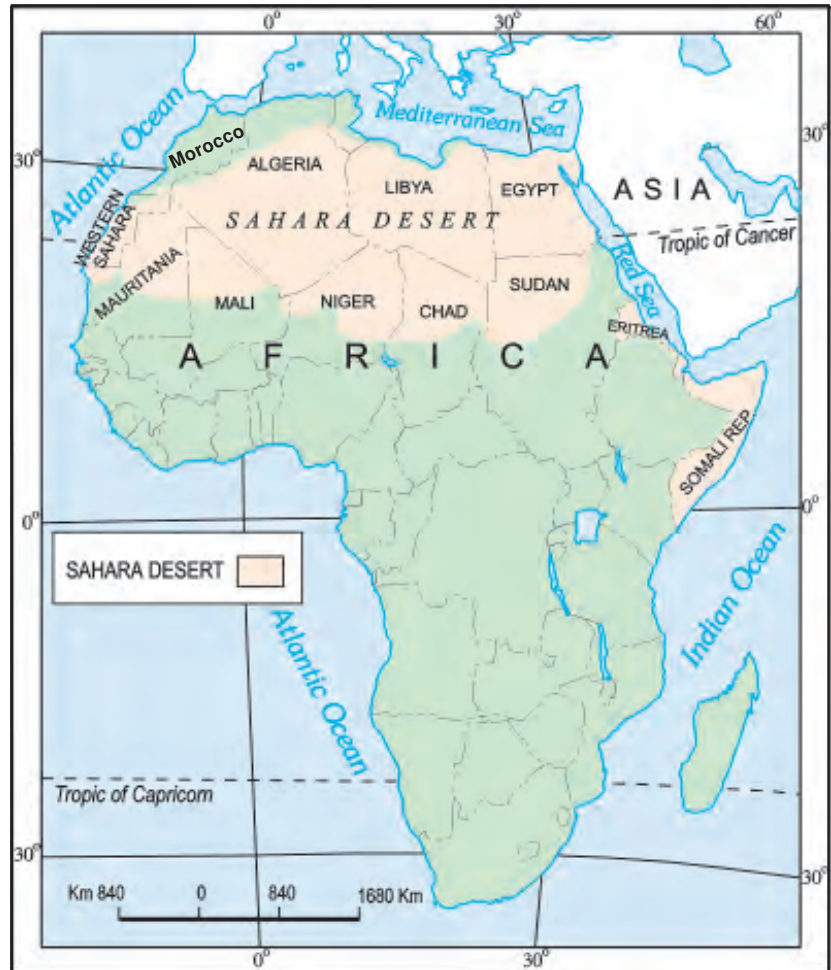 0°
30°
60°
Atlantic Ocean
Mediterranean Sea
30°
30°
Morocco
ALGERIA
LIBYA
EGYPT
ASIA
WESTERN
SAHARA
SAHARA DESERT
Tropic of Cancer
Red Sea
MAURITANIA
MALI
NIGER
CHAD
SUDAN
ERITREA
AFRICA
SOMALI REP
0°
0°
SAHARA DESERT
Atlantic Ocean
Indian Ocean
Tropic of Capricorn
30°
30°
Km 840 0 840 1680 Km
0°
30°